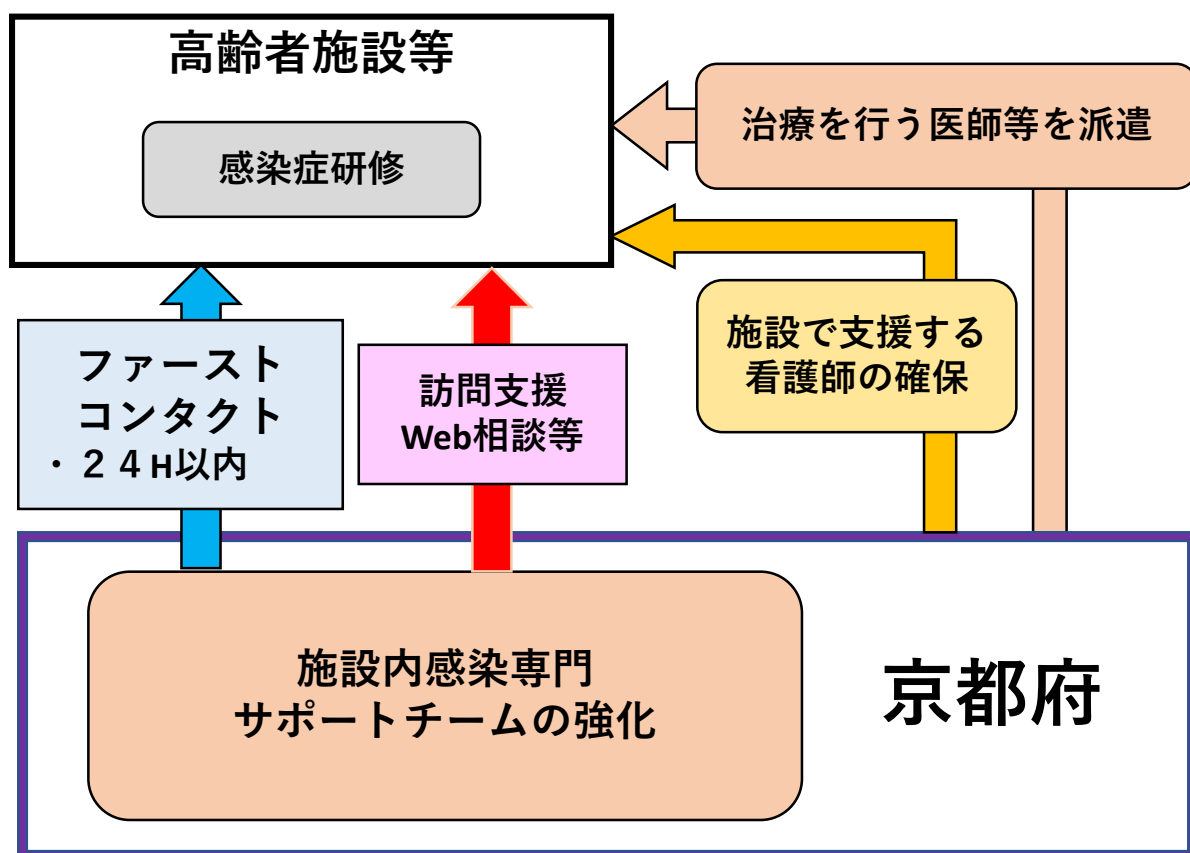 高齢者施設等
感染症研修
治療を行う医師等を派遣
施設で支援する
看護師の確保
ファースト
コンタクト
・２４H以内
訪問支援
Web相談等
施設内感染専門
サポートチームの強化
京都府